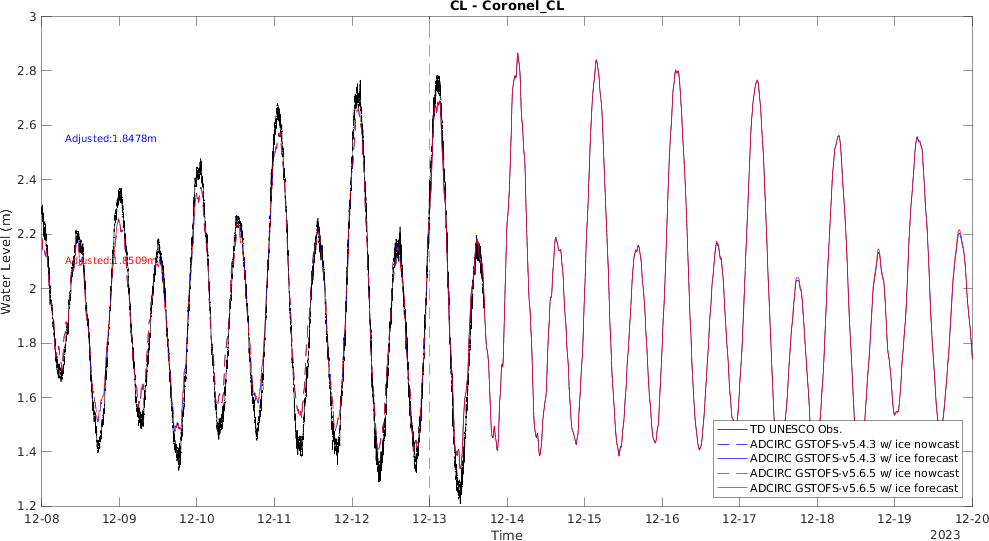 CL - Coronel_CL
3
2.8
2.6
2.4
2.2
2
1.8
1.6
1.4
1.2
Water Level (m)
Adjusted:1.8478m
Adjusted:1.8509m
TD UNESCO Obs.
ADCIRC GSTOFS-v5.4.3 w/ ice nowcast
ADCIRC GSTOFS-v5.4.3 w/ ice forecast
ADCIRC GSTOFS-v5.6.5 w/ ice nowcast
ADCIRC GSTOFS-v5.6.5 w/ ice forecast
12-08 12-09 12-10 12-11 12-12 12-13 12-14 12-15 12-16 12-17 12-18 12-19 12-20
Time
2023